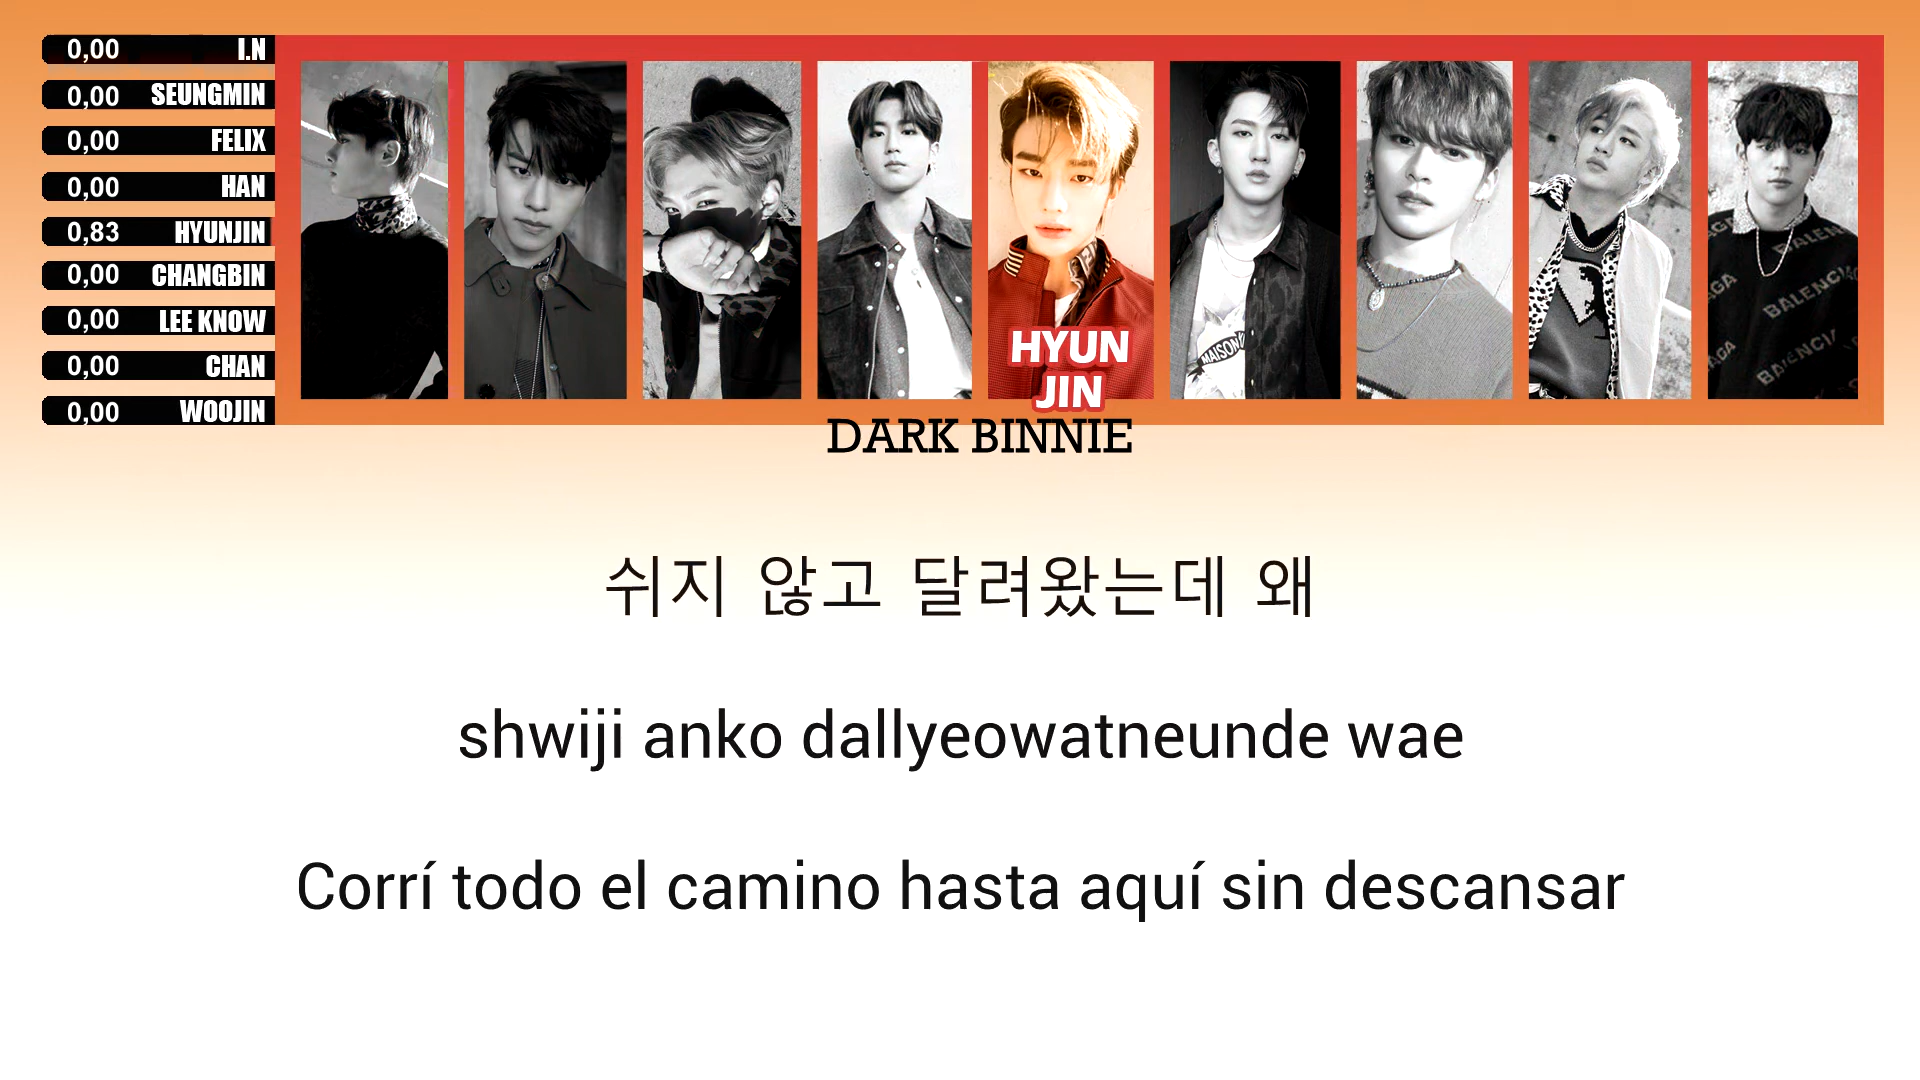 0,00 I.N
0,00 SEUNGMIN
0,00 FELIX
0,00 HAN
0,83 HYUNJIN
0,00 CHANGBIN
0,00 LEE KNOW
0,00 CHAN
0,00 WOOJIN
MAISON
BALENCI
HYUN
JIN
DARK BINNIE
쉬지 않고 달려왔는데 왜
shwiji anko dallyeowatneunde wae
Corrí todo el camino hasta aquí sin descansar